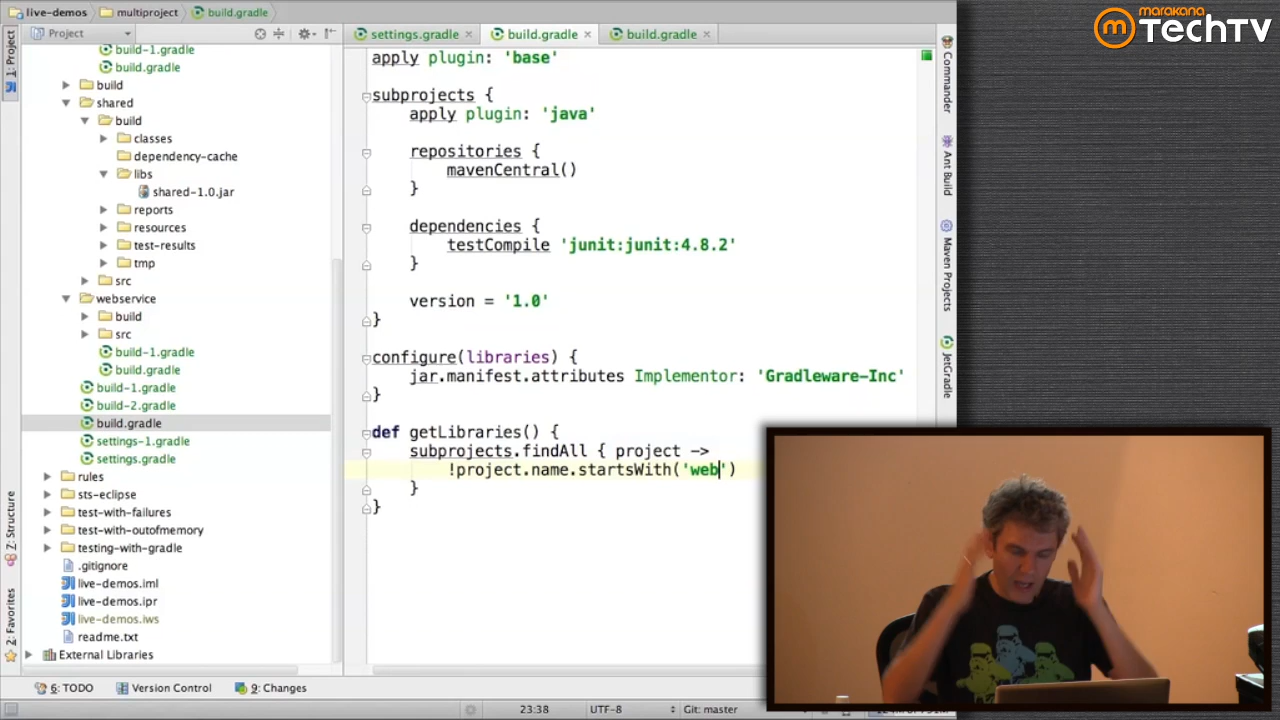 live-demos multiproject build.gradle
marakana
TechTV
Project
settings.gradle build.gradle build.gradle
1: Project
Z: Structure
2: Favorites
build-1.gradle
build.gradle
build
shared
build
classes
dependency-cache
libs
shared-1.0.jar
reports
resources
test-results
tmp
src
webservice
build
src
build-1.gradle
build.gradle
build-1.gradle
build-2.gradle
build.gradle
settings-1.gradle
settings.gradle
rules
sts-eclipse
test-with-failures
test-with-outofmemory
testing-with-gradle
.gitignore
live-demos.iml
live-demos.ipr
live-demos.iws
readme.txt
External Libraries
apply plugin: 'base'
subprojects {
apply plugin: 'java'
repositories {
mavenCentral()
}
dependencies {
testCompile 'junit:junit:4.8.2'
}
version = '1.0'
}
configure(libraries) {
jar.manifest.attributes Implementor: 'Gradleware-Inc'
}
def getLibraries() {
subprojects.findAll { project ->
!project.name.startsWith('web')
}
}
Commander
Ant Build
Maven Projects
JetGradle
6: TODO Version Control 9: Changes
23:38 UTF-8 Git: master